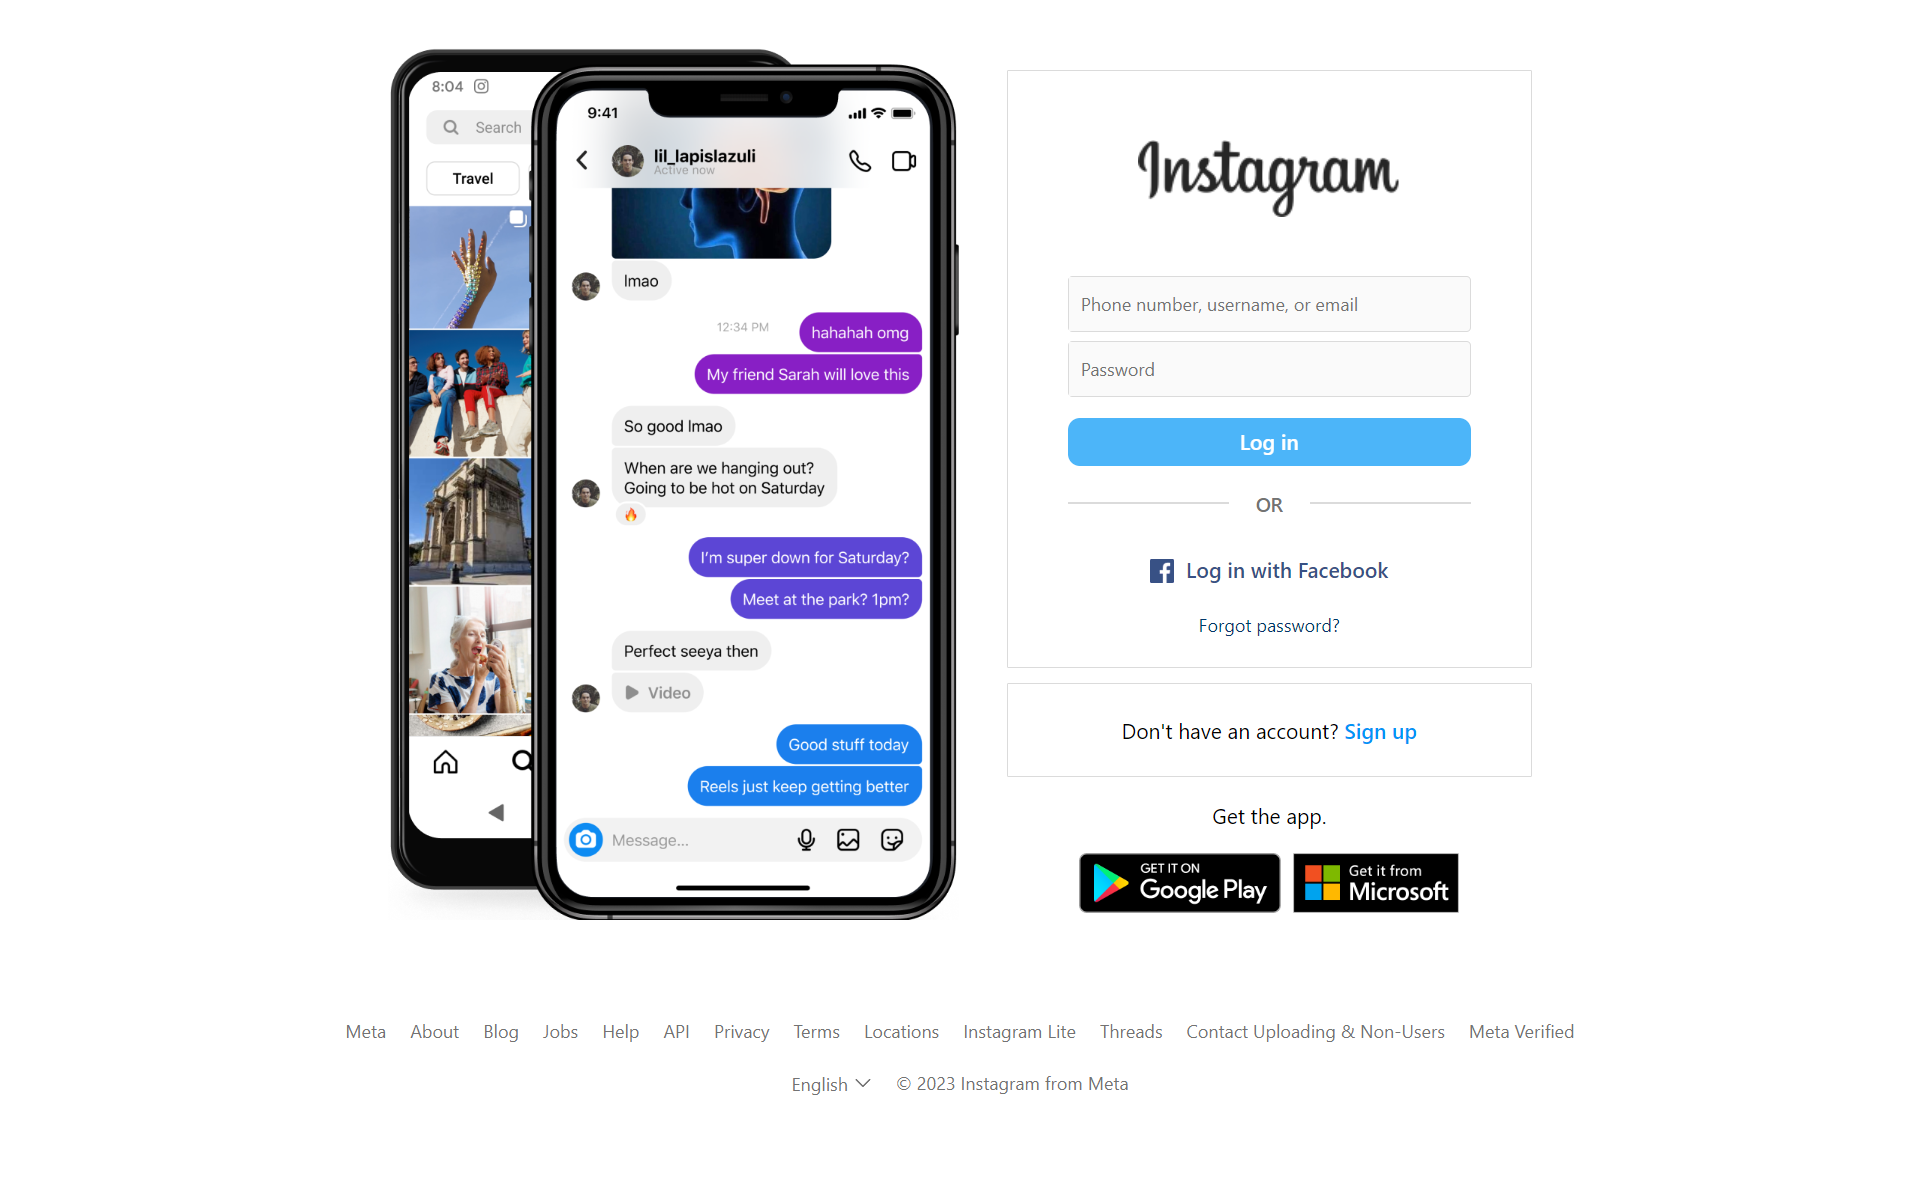 8:04
Search
Travel
9:41
lil_lapislazuli
Active now
lmao
12:34 PM
hahahah omg
My friend Sarah will love this
So good lmao
When are we hanging out?
Going to be hot on Saturday
I'm super down for Saturday?
Meet at the park? 1pm?
Perfect seeya then
Video
Good stuff today
Reels just keep getting better
Message...
Instagram
Phone number, username, or email
Password
Log in
OR
Log in with Facebook
Forgot password?
Don't have an account? Sign up
Get the app.
GET IT ON
Google Play
Get it from
Microsoft
Meta About Blog Jobs Help API Privacy Terms Locations Instagram Lite Threads Contact Uploading & Non-Users Meta Verified
English © 2023 Instagram from Meta